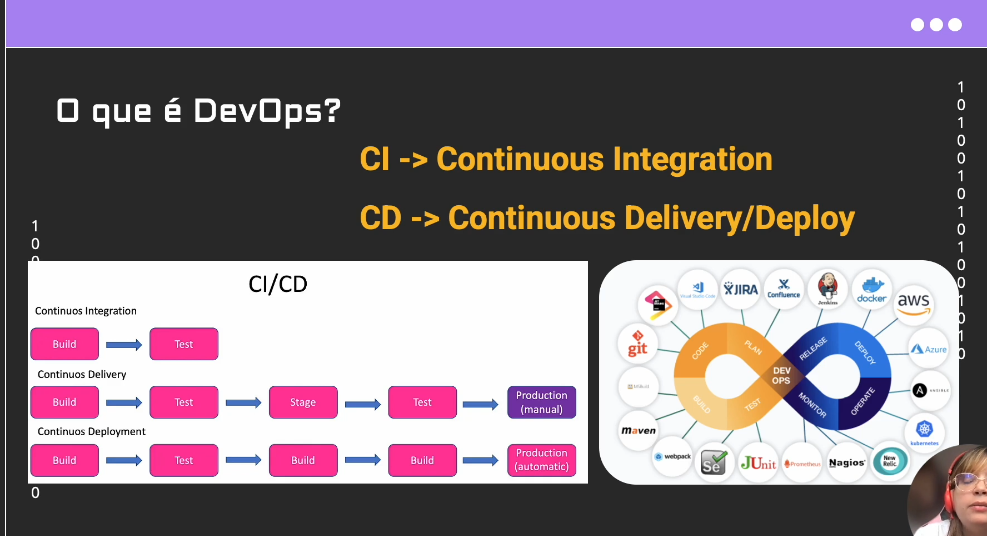 O que é DevOps?
CI -> Continuous Integration
CD -> Continuous Delivery/Deploy
1
0
1
0
0
1
0
1
0
1
0
0
1
0
1
0
1
0
0
CI/CD
Continuos Integration
Build
Test
Continuos Delivery
Build
Test
Stage
Test
Production
(manual)
Continuos Deployment
Build
Test
Build
Build
Production
(automatic)
0
Visual Studio Code
JIRA
Confluence
Jenkins
docker
aws
Azure
ANSIBLE
kubernetes
New
Relic
Nagios
Prometheus
JUnit
Se
webpack
maven
git
CODE
PLAN
RELEASE
DEPLOY
DEV
OPS
BUILD
TEST
MONITOR
OPERATE